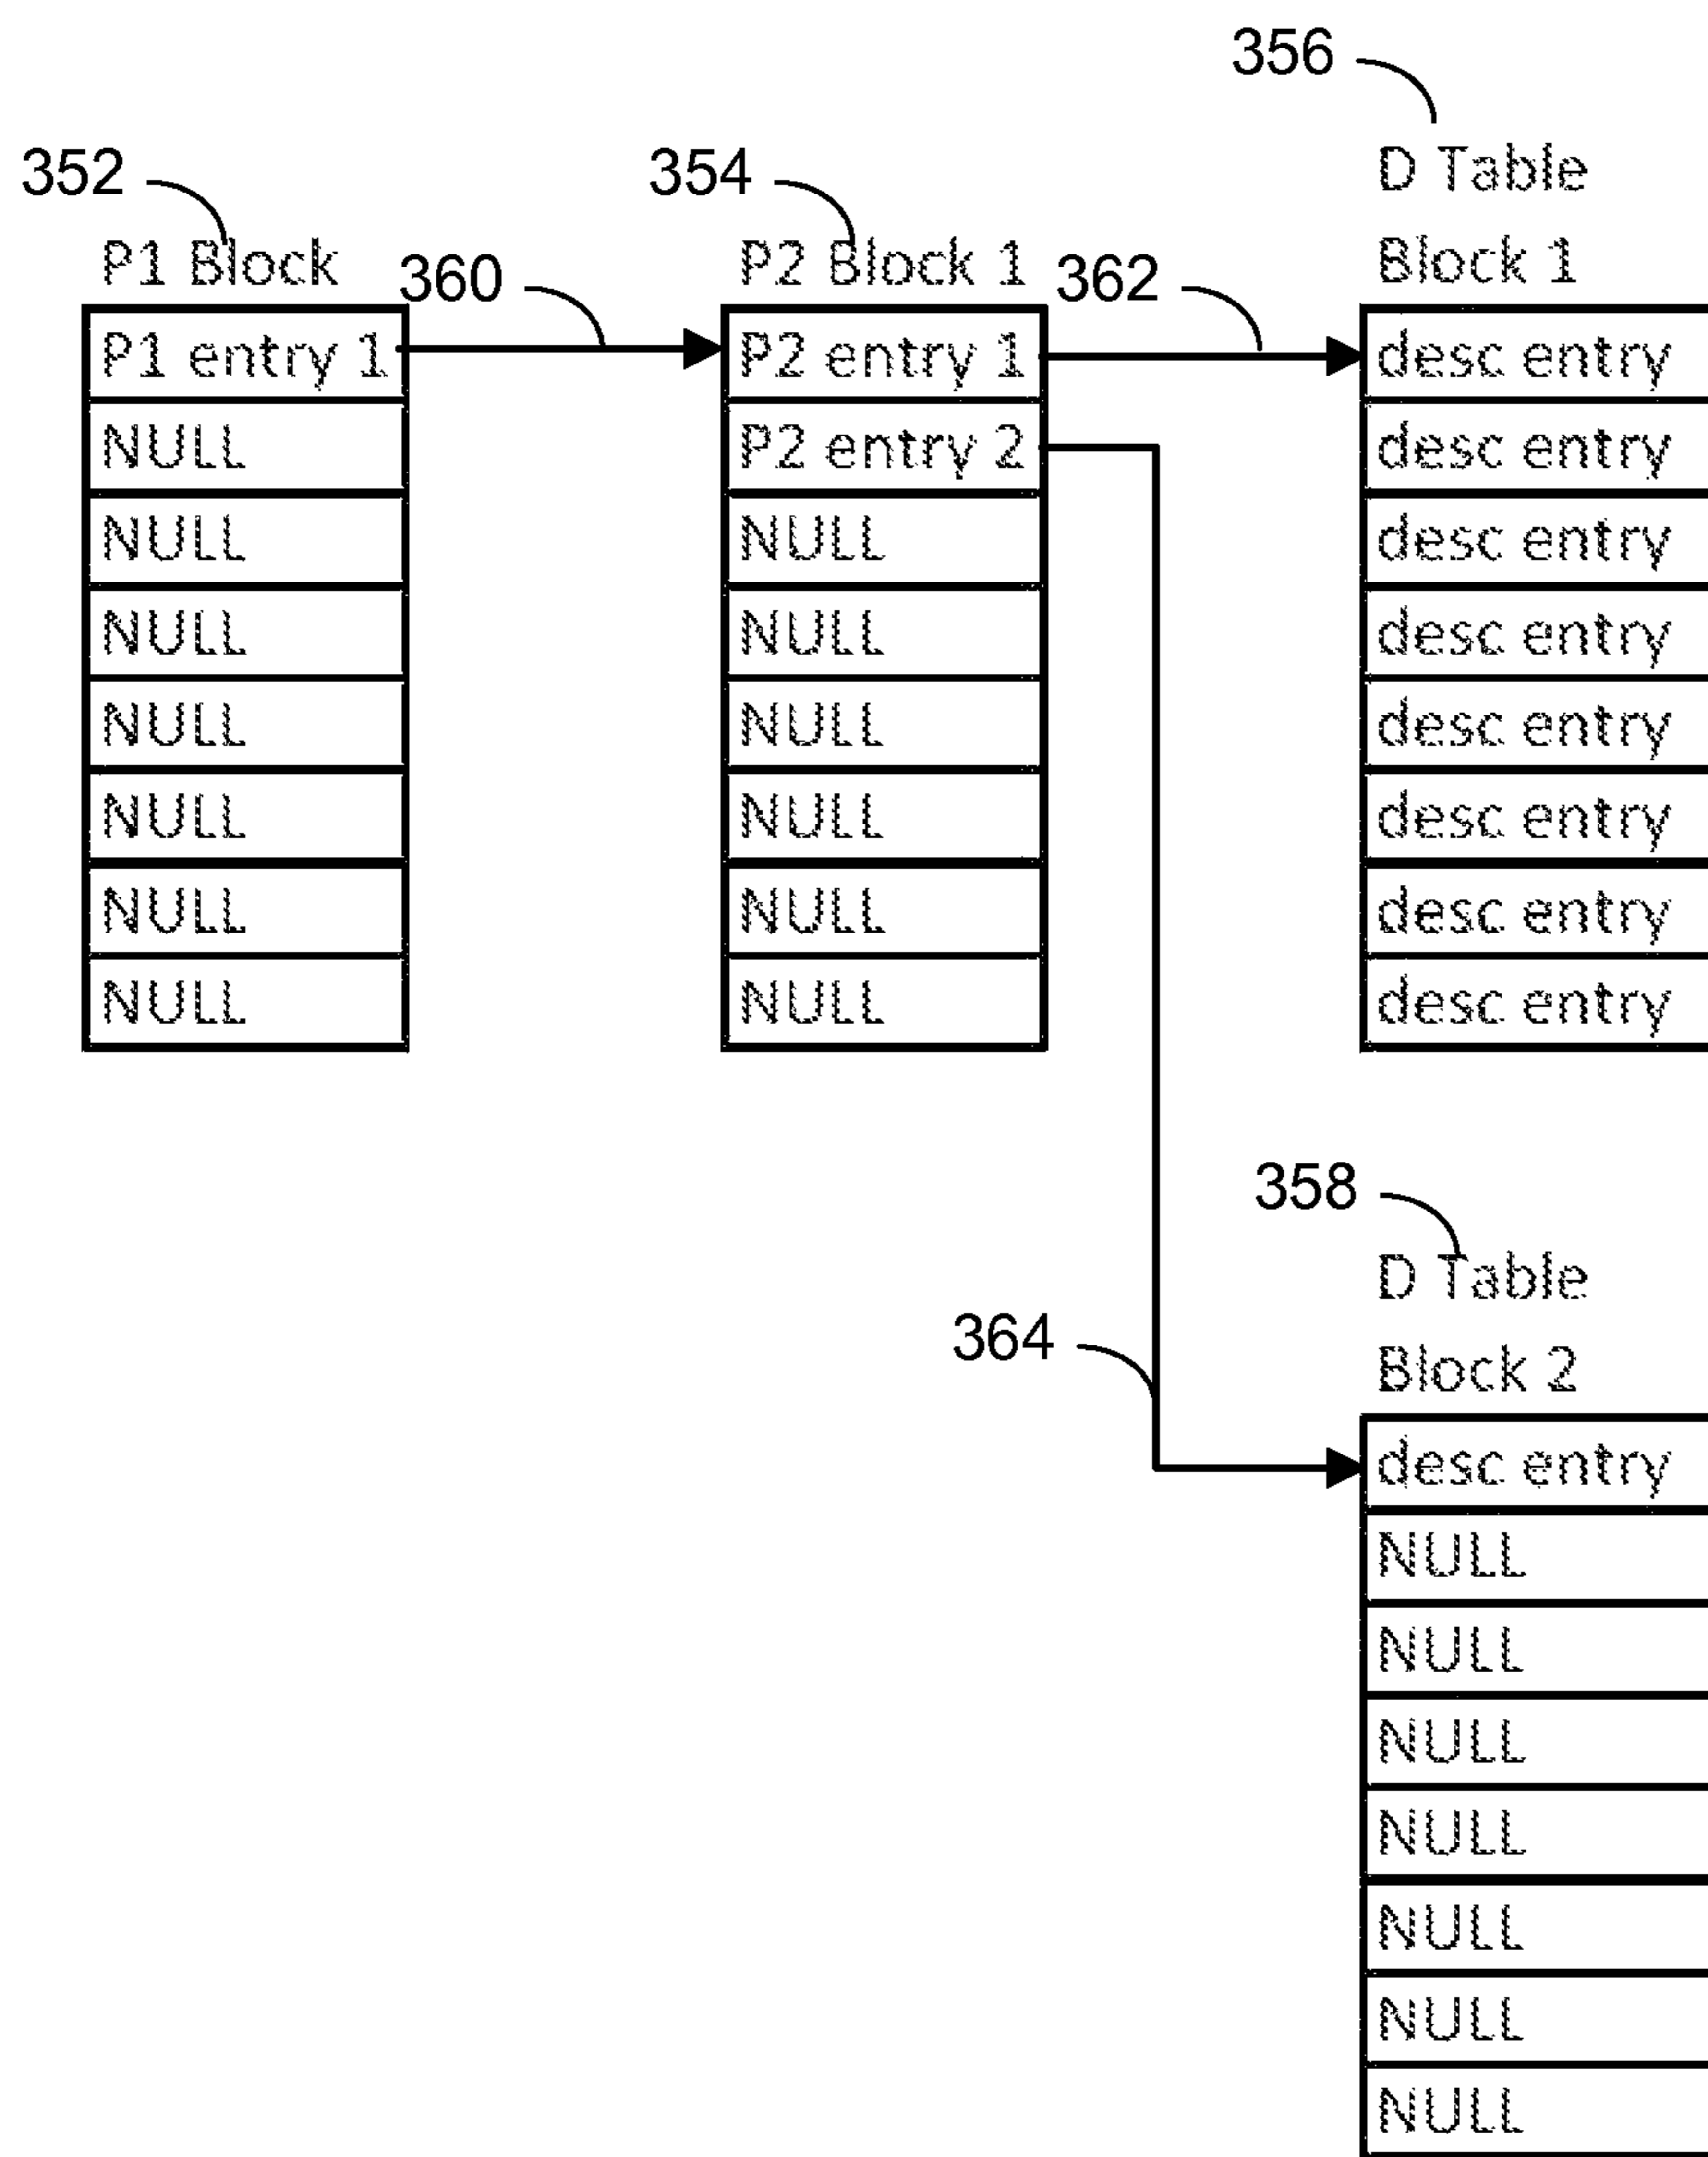 356
352
354
D Table
P1 Block
360
P2 Block 1
362
Block 1
P1 entry 1
P2 entry 1
desc entry
NULL
P2 entry 2
desc entry
NULL
NULL
desc entry
NULL
NULL
desc entry
NULL
NULL
desc entry
NULL
NULL
desc entry
NULL
NULL
desc entry
NULL
NULL
desc entry
358
D Table
364
Block 2
desc entry
NULL
NULL
NULL
NULL
NULL
NULL
NULL